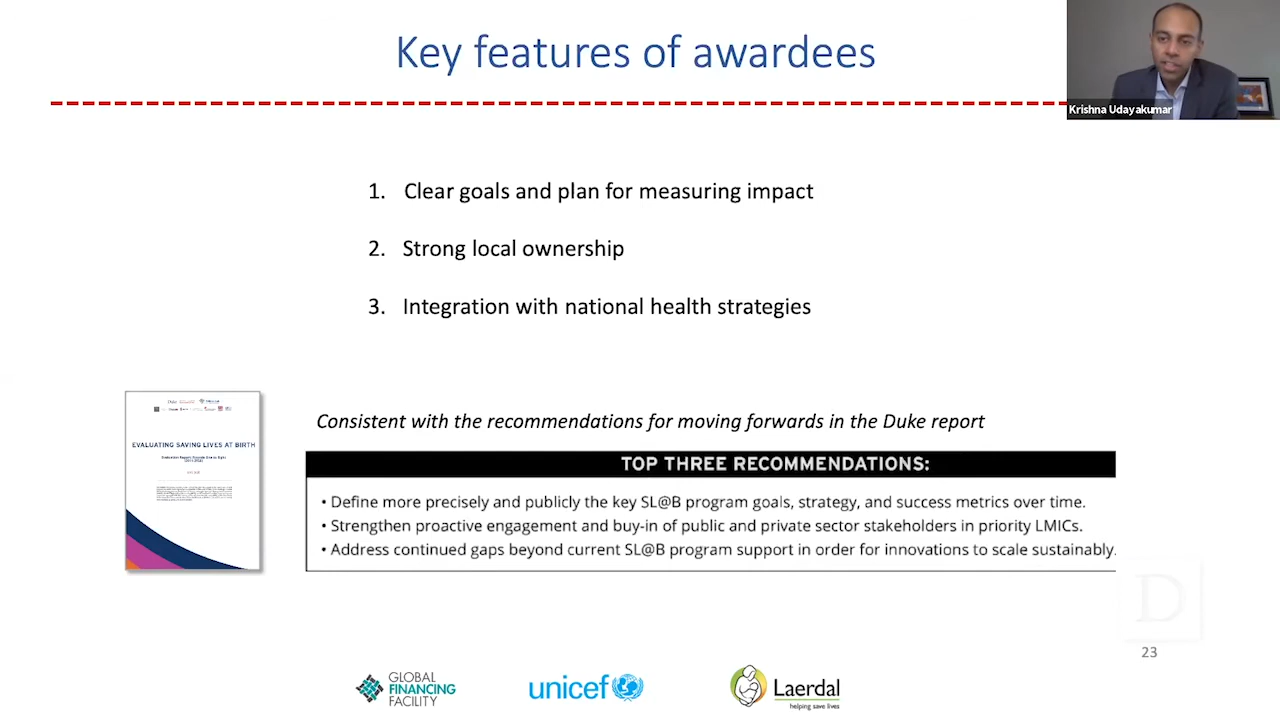 Key features of awardees
Krishna Udayakumar
1. Clear goals and plan for measuring impact
2. Strong local ownership
3. Integration with national health strategies
EVALUATING SAVING LIVES AT BIRTH
Consistent with the recommendations for moving forwards in the Duke report
TOP THREE RECOMMENDATIONS:
• Define more precisely and publicly the key SL@B program goals, strategy, and success metrics over time.
• Strengthen proactive engagement and buy-in of public and private sector stakeholders in priority LMICs.
• Address continued gaps beyond current SL@B program support in order for innovations to scale sustainably.
D
23
GLOBAL
FINANCING
FACILITY
unicef
Laerdal
helping save lives